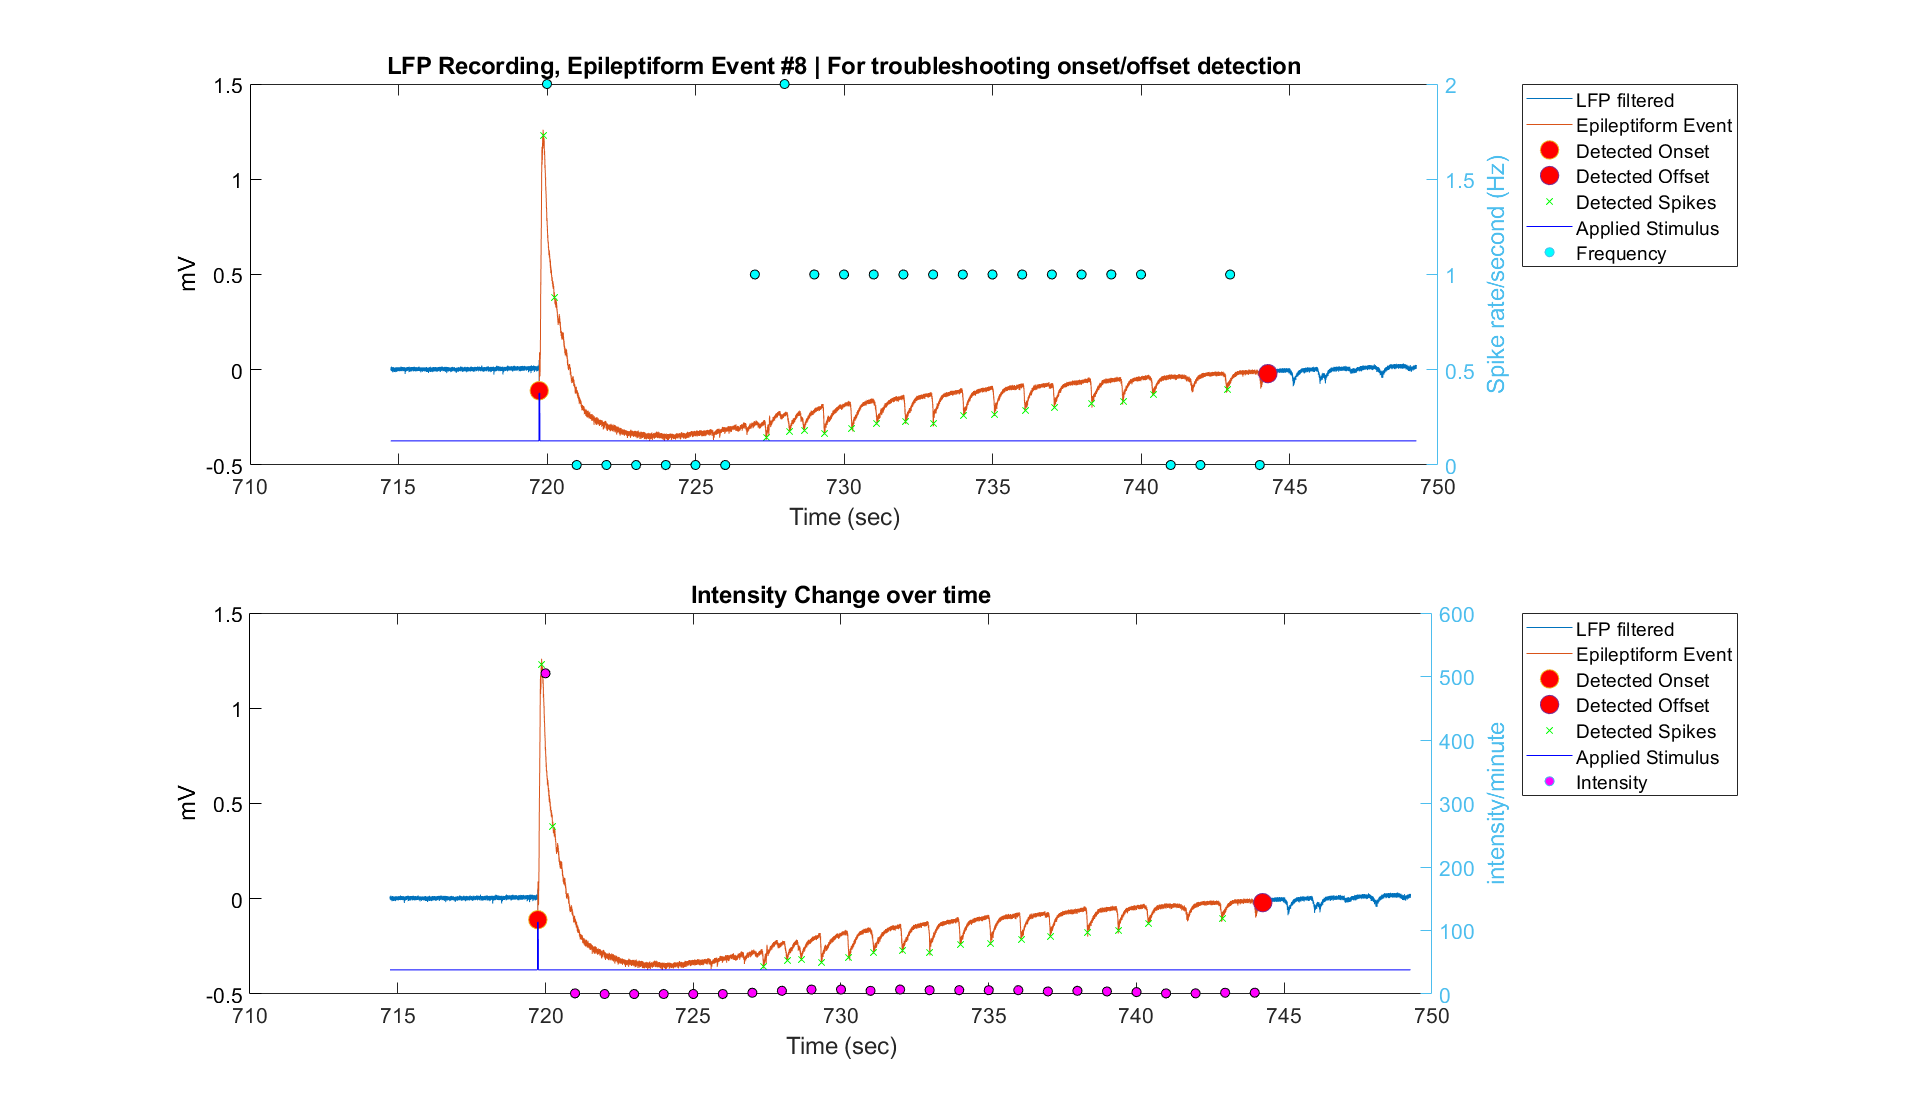 LFP Recording, Epileptiform Event #8 | For troubleshooting onset/offset detection
1.5
1
0.5
0
-0.5
mV
710 715 720 725 730 735 740 745 750
Time (sec)
2
1.5
1
0.5
0
Spike rate/second (Hz)
LFP filtered
Epileptiform Event
Detected Onset
Detected Offset
Detected Spikes
Applied Stimulus
Frequency
Intensity Change over time
1.5
1
0.5
0
-0.5
mV
710 715 720 725 730 735 740 745 750
Time (sec)
600
500
400
300
200
100
0
intensity/minute
LFP filtered
Epileptiform Event
Detected Onset
Detected Offset
Detected Spikes
Applied Stimulus
Intensity